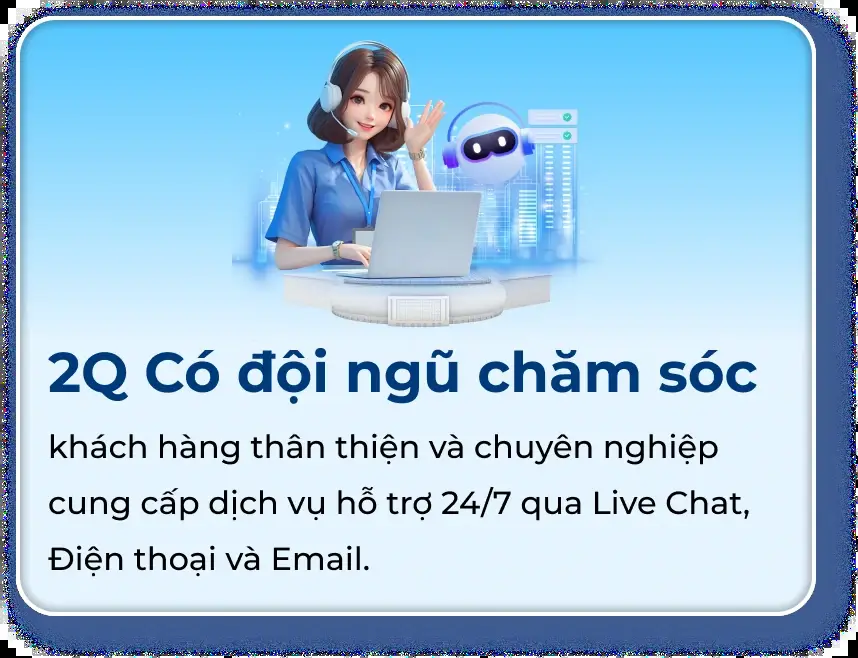 2Q Có đội ngũ chăm sóc
khách hàng thân thiện và chuyên nghiệp
cung cấp dịch vụ hỗ trợ 24/7 qua Live Chat,
Điện thoại và Email.